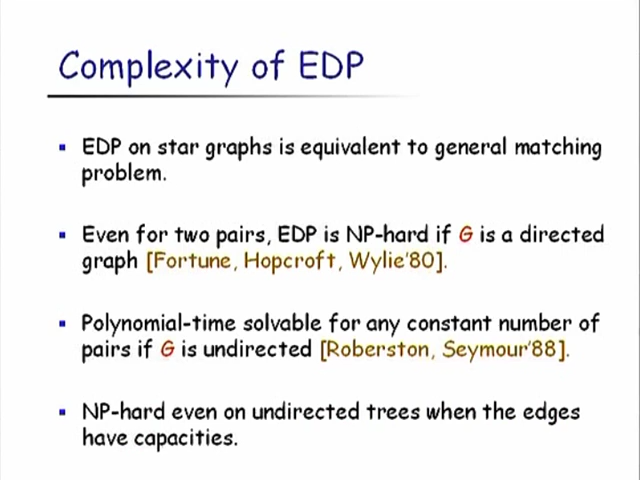 Complexity of EDP
EDP on star graphs is equivalent to general matching
problem.
Even for two pairs, EDP is NP-hard if G is a directed
graph [Fortune, Hopcroft, Wylie'80].
Polynomial-time solvable for any constant number of
pairs if G is undirected [Roberston, Seymour'88].
NP-hard even on undirected trees when the edges
have capacities.